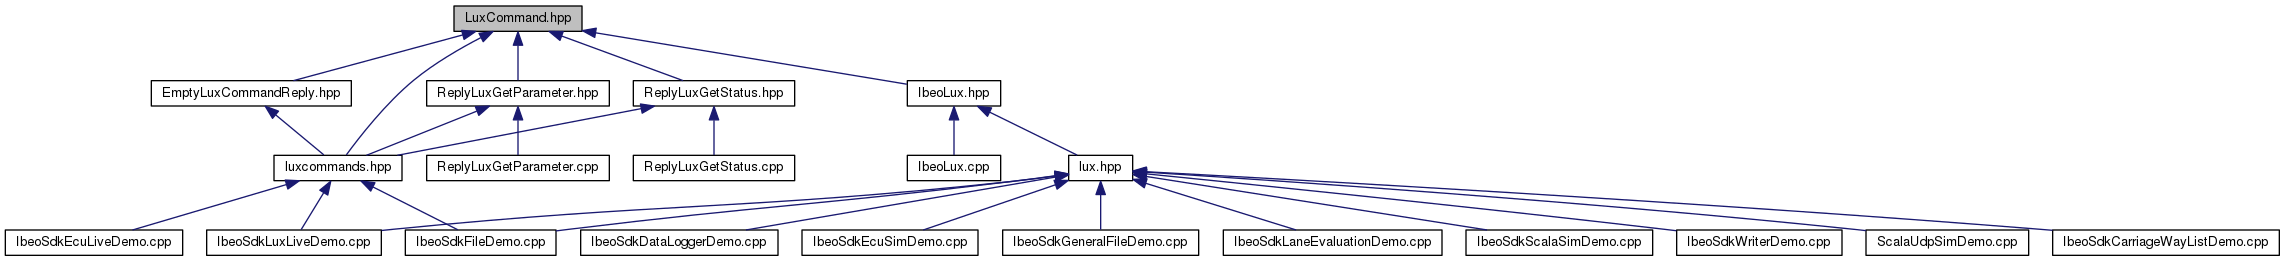 LuxCommand.hpp
EmptyLuxCommandReply.hpp
ReplyLuxGetParameter.hpp
ReplyLuxGetStatus.hpp
IbeoLux.hpp
luxcommands.hpp
ReplyLuxGetParameter.cpp
ReplyLuxGetStatus.cpp
IbeoLux.cpp
lux.hpp
IbeoSdkEcuLiveDemo.cpp
IbeoSdkLuxLiveDemo.cpp
IbeoSdkFileDemo.cpp
IbeoSdkDataLoggerDemo.cpp
IbeoSdkEcuSimDemo.cpp
IbeoSdkGeneralFileDemo.cpp
IbeoSdkLaneEvaluationDemo.cpp
IbeoSdkScalaSimDemo.cpp
IbeoSdkWriterDemo.cpp
ScalaUdpSimDemo.cpp
IbeoSdkCarriageWayListDemo.cpp